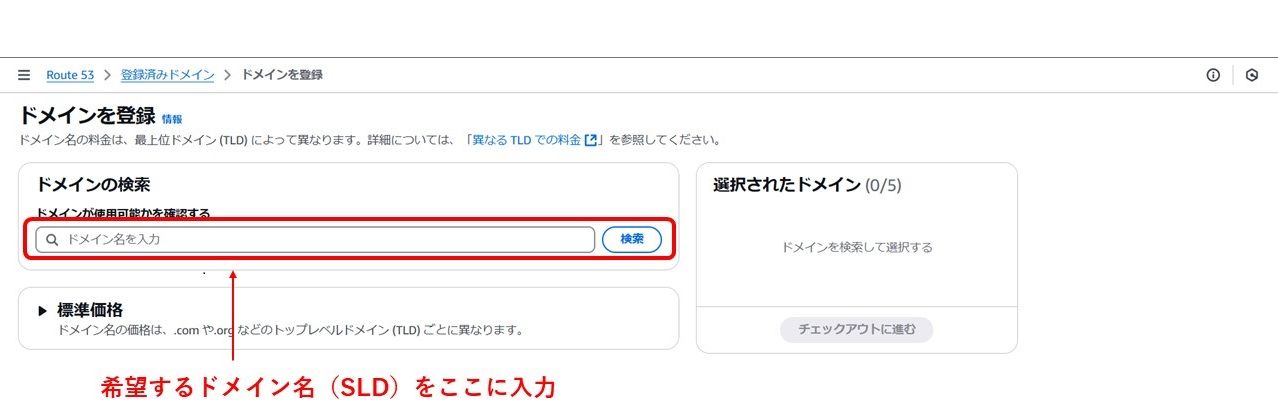 Route 53 > 登録済みドメイン > ドメインを登録
ドメインを登録 情報
ドメイン名の料金は、最上位ドメイン (TLD) によって異なります。詳細については、「異なる TLD での料金」を参照してください。
ドメインの検索
ドメインが使用可能かを確認する
ドメイン名を入力
検索
標準価格
ドメイン名の価格は、.com や.org などのトップレベルドメイン (TLD) ごとに異なります。
選択されたドメイン (0/5)
ドメインを検索して選択する
チェックアウトに進む
希望するドメイン名（SLD）をここに入力